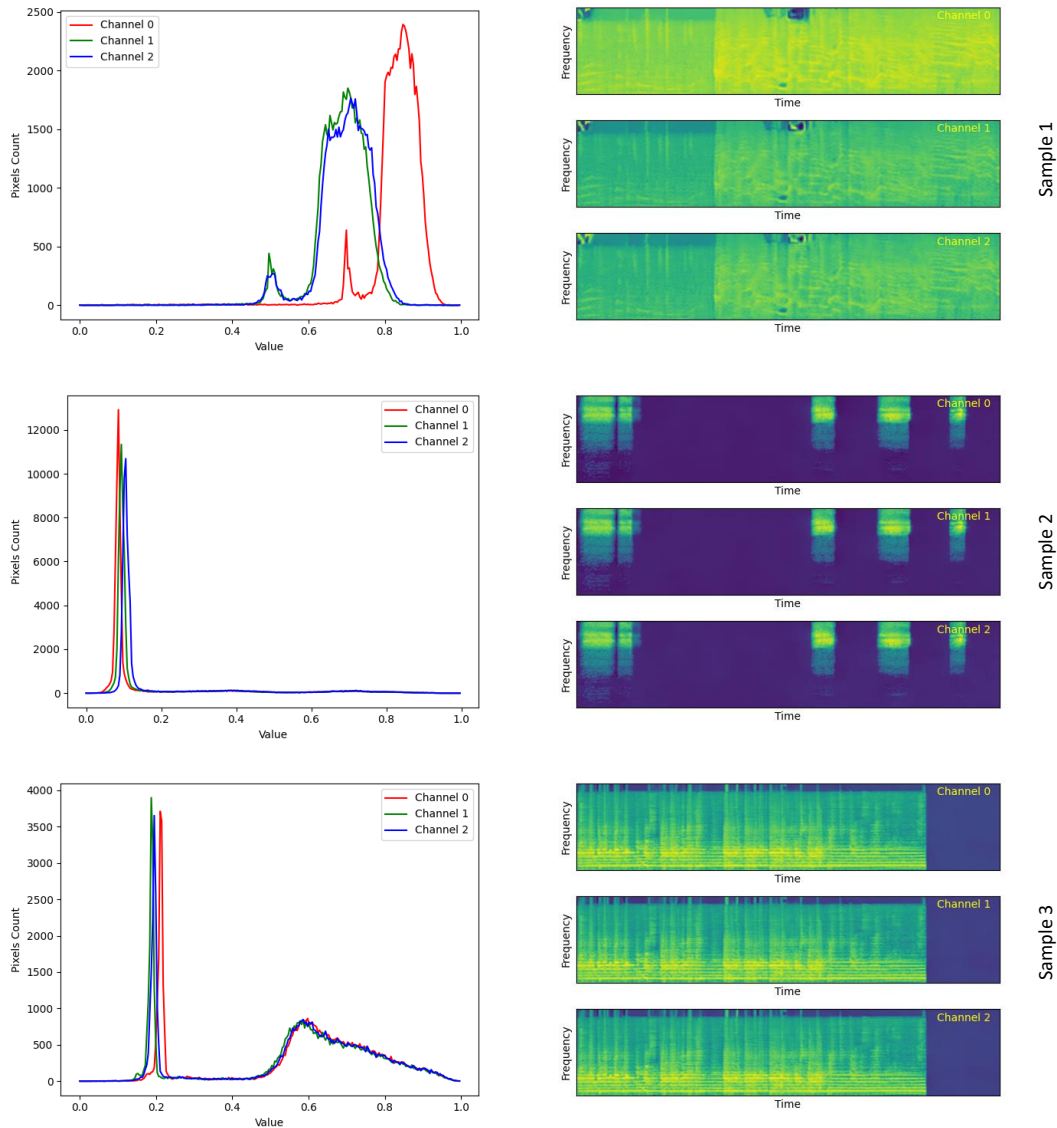 2500
2000
1500
1000
500
0
0.0 0.2 0.4 0.6 0.8 1.0
Pixels Count
Value
Channel 0
Channel 1
Channel 2
Frequency
Channel 0
Time
Frequency
Channel 1
Time
Frequency
Channel 2
Time
Sample 1
12000
10000
8000
6000
4000
2000
0
0.0 0.2 0.4 0.6 0.8 1.0
Pixels Count
Value
Channel 0
Channel 1
Channel 2
Frequency
Channel 0
Time
Frequency
Channel 1
Time
Frequency
Channel 2
Time
Sample 2
4000
3500
3000
2500
2000
1500
1000
500
0
0.0 0.2 0.4 0.6 0.8 1.0
Pixels Count
Value
Channel 0
Channel 1
Channel 2
Frequency
Channel 0
Time
Frequency
Channel 1
Time
Frequency
Channel 2
Time
Sample 3